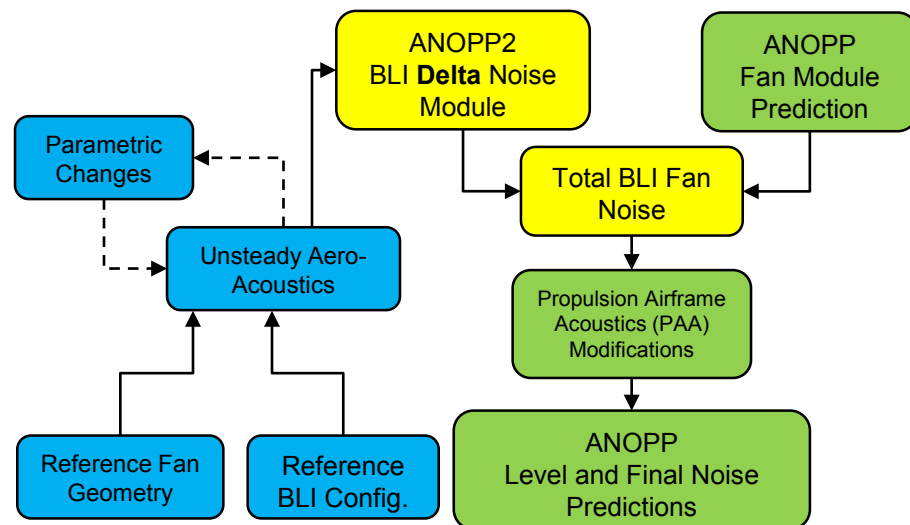 ANOPP2
BLI Delta Noise
Module
ANOPP
Fan Module
Prediction
Parametric
Changes
Total BLI Fan
Noise
Unsteady Aero-
Acoustics
Propulsion Airframe
Acoustics (PAA)
Modifications
Reference Fan
Geometry
Reference
BLI Config.
ANOPP
Level and Final Noise
Predictions